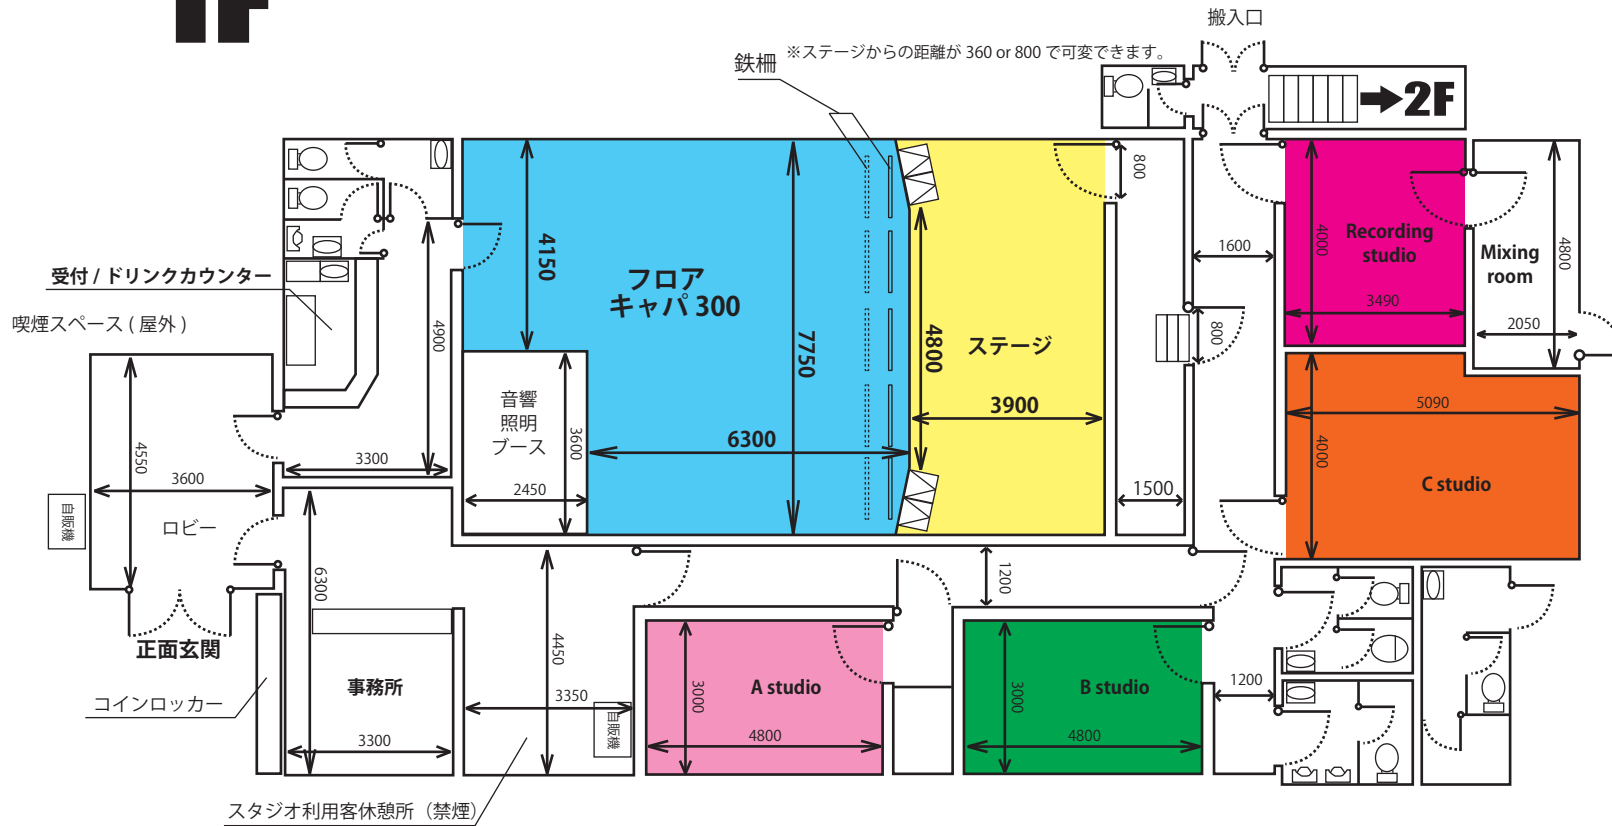 搬入口
鉄柵 ※ステージからの距離が 360 or 800 で可変できます。
➡2F
800
4150
フロア
キャパ 300
7750
4800
ステージ
3900
6300
1600
800
4000
Recording
studio
3490
Mixing
room
4800
2050
受付 / ドリンクカウンター
喫煙スペース ( 屋外 )
4900
音響
照明
ブース
3600
2450
3300
4550
3600
ロビー
自販機
1500
5090
4000
C studio
正面玄関
コインロッカー
6300
事務所
3300
4450
3350
自販機
スタジオ利用客休憩所（禁煙）
1200
3000
A studio
4800
3000
B studio
4800
1200